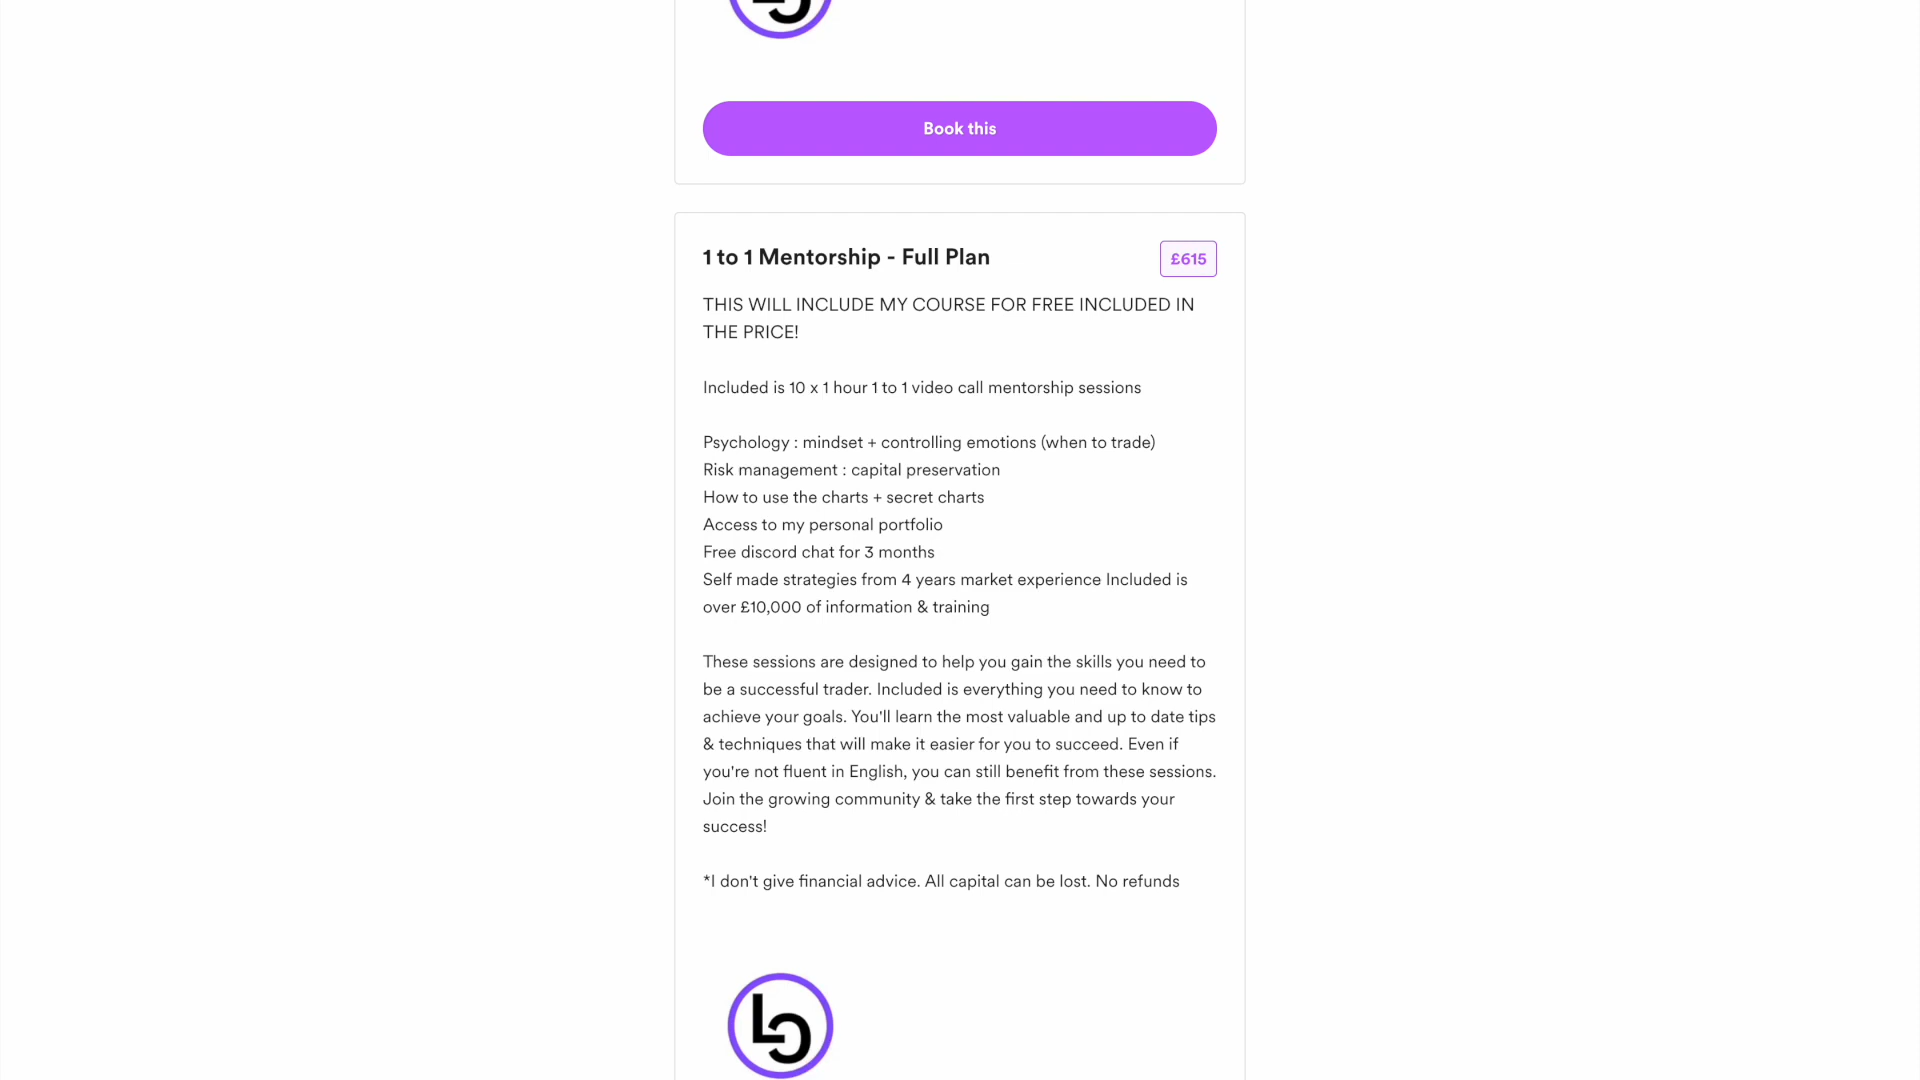 Book this
1 to 1 Mentorship - Full Plan
£615
THIS WILL INCLUDE MY COURSE FOR FREE INCLUDED IN
THE PRICE!
Included is 10 x 1 hour 1 to 1 video call mentorship sessions
Psychology : mindset + controlling emotions (when to trade)
Risk management : capital preservation
How to use the charts + secret charts
Access to my personal portfolio
Free discord chat for 3 months
Self made strategies from 4 years market experience Included is
over £10,000 of information & training
These sessions are designed to help you gain the skills you need to
be a successful trader. Included is everything you need to know to
achieve your goals. You'll learn the most valuable and up to date tips
& techniques that will make it easier for you to succeed. Even if
you're not fluent in English, you can still benefit from these sessions.
Join the growing community & take the first step towards your
success!
*I don't give financial advice. All capital can be lost. No refunds